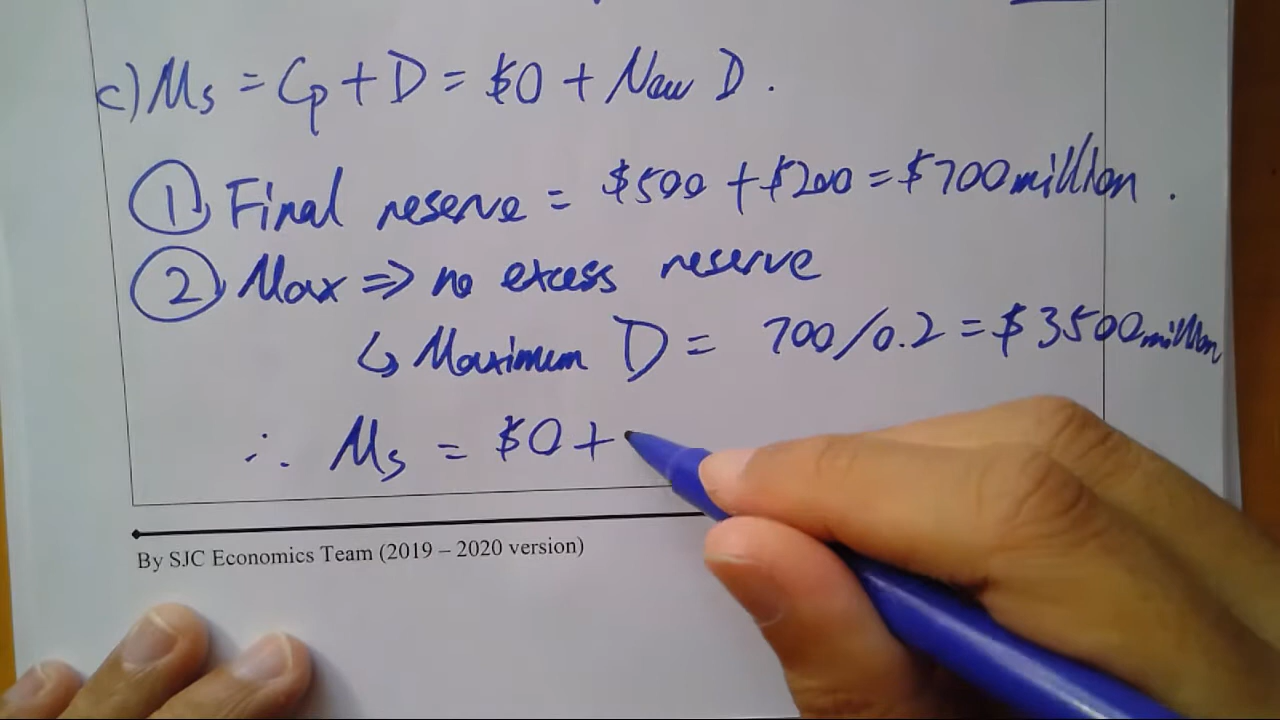 c) Ms = Cp + D = $0 + New D.
① Final reserve = $500 + $200 = $700 million.
② Max ⇒ no excess reserve
↳ Maximum D = 700/0.2 = $3500 million
∴ Ms = $0 +
By SJC Economics Team (2019 – 2020 version)